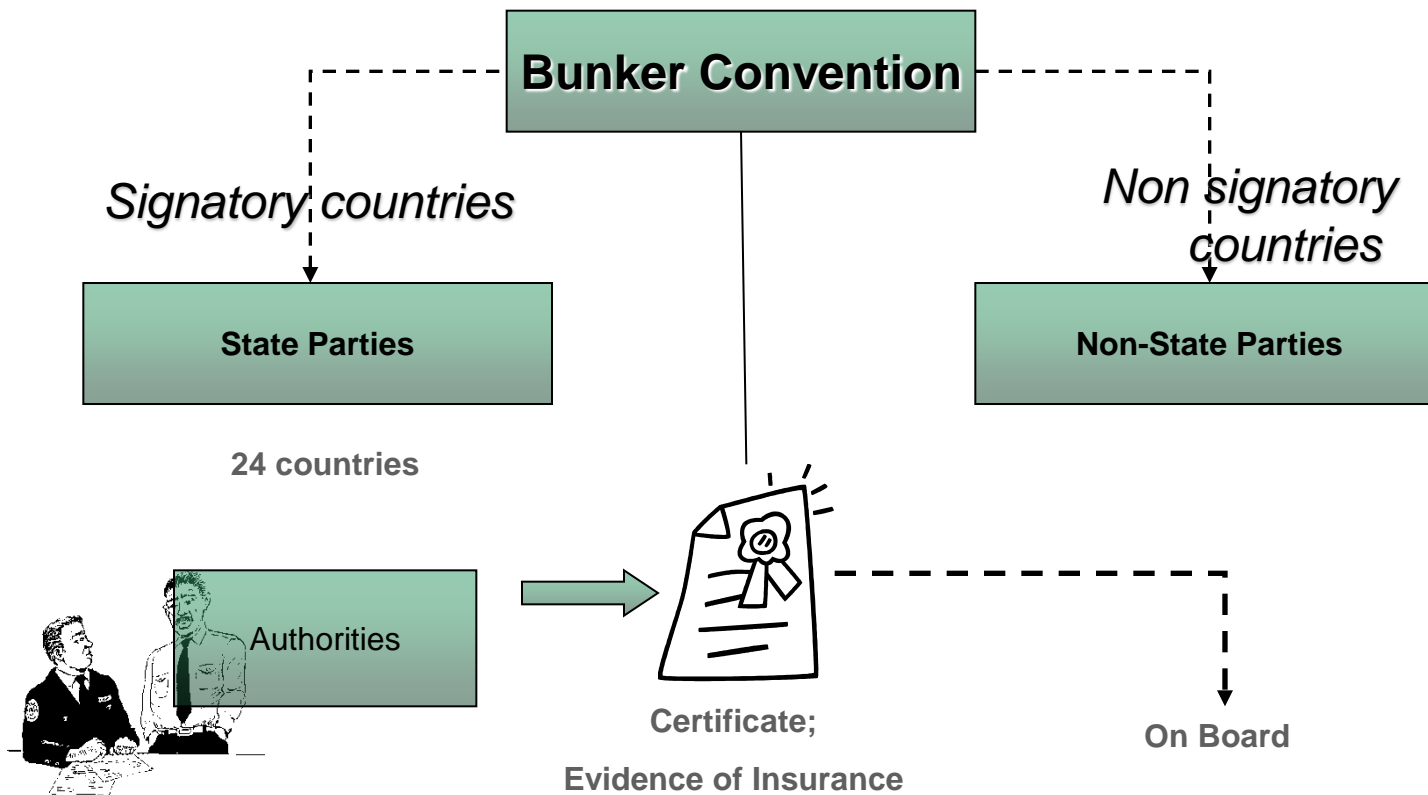 Bunker Convention
Signatory countries
Non signatory
countries
State Parties
Non-State Parties
24 countries
Authorities
Certificate;
Evidence of Insurance
On Board